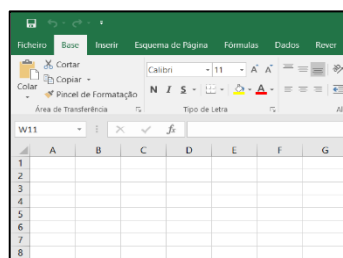 Ficheiro Base Inserir Esquema de Página Fórmulas Dados Rever
Cortar
Copiar
Pincel de Formatação
Colar
Área de Transferência
Calibri 11 A A
N I S A
Tipo de Letra
W11 fx
A B C D E F G
1
2
3
4
5
6
7
8